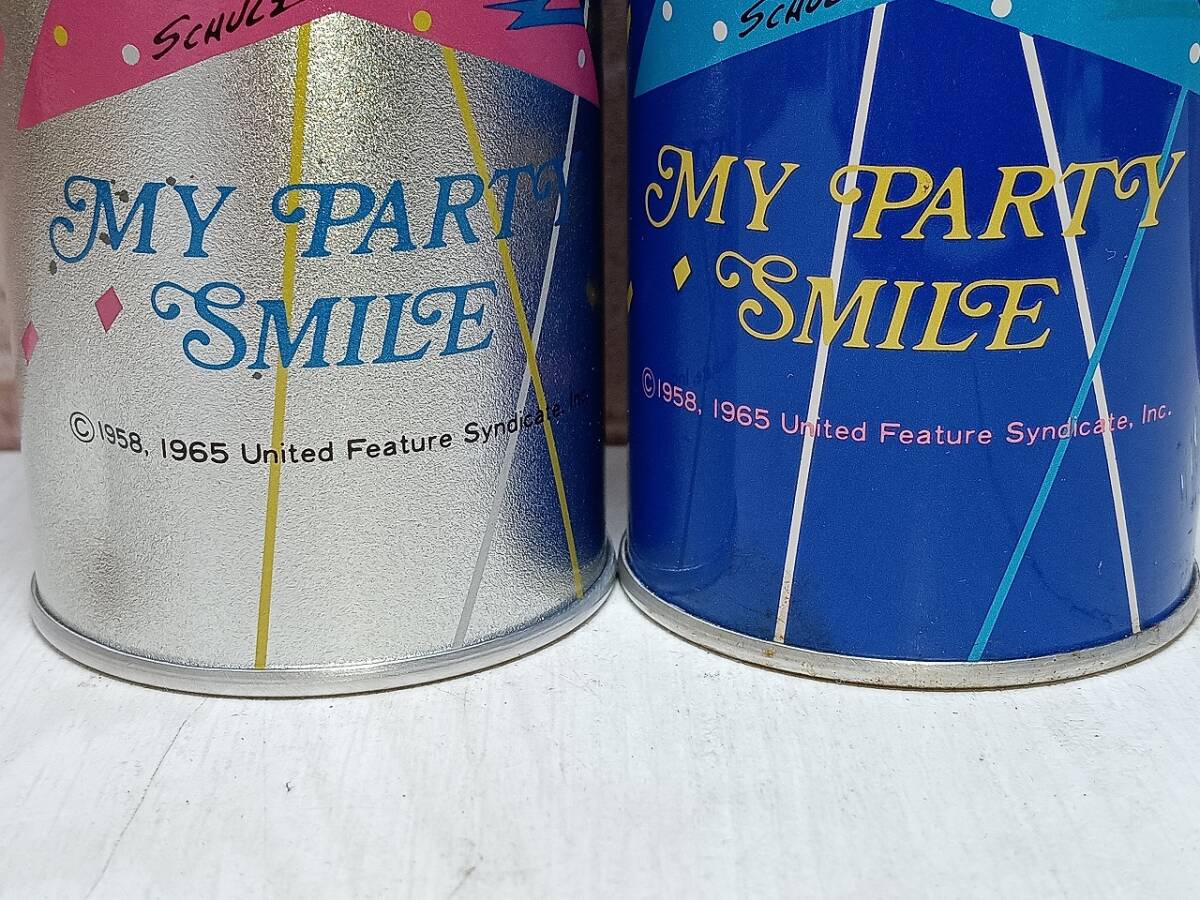 SCHULZ
MY PARTY
SMILE
©1958, 1965 United Feature Syndicate, Inc.
SCHULZ
MY PARTY
SMILE
©1958, 1965 United Feature Syndicate, Inc.